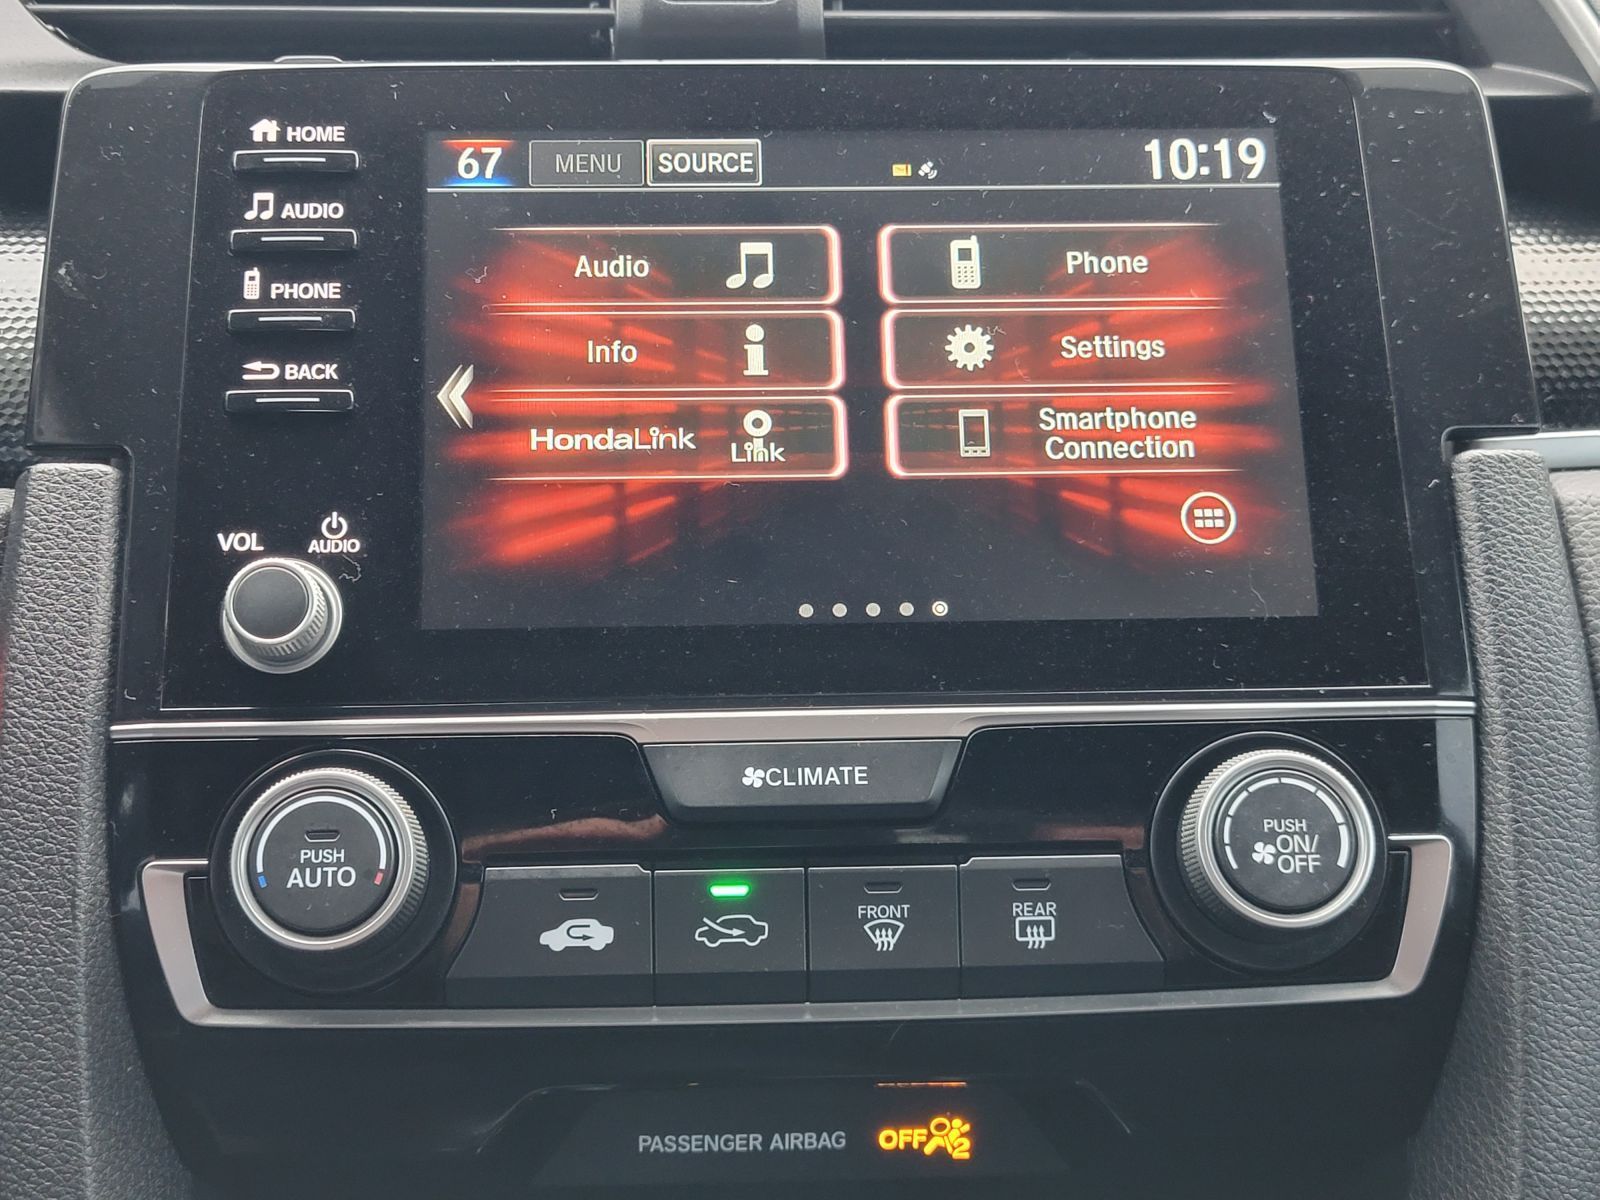 HOME
AUDIO
PHONE
BACK
VOL
AUDIO
67 MENU SOURCE 10:19
Audio
Phone
Info
Settings
HondaLink
Link
Smartphone
Connection
CLIMATE
PUSH
AUTO
FRONT
REAR
PUSH
ON/
OFF
PASSENGER AIRBAG OFF 2